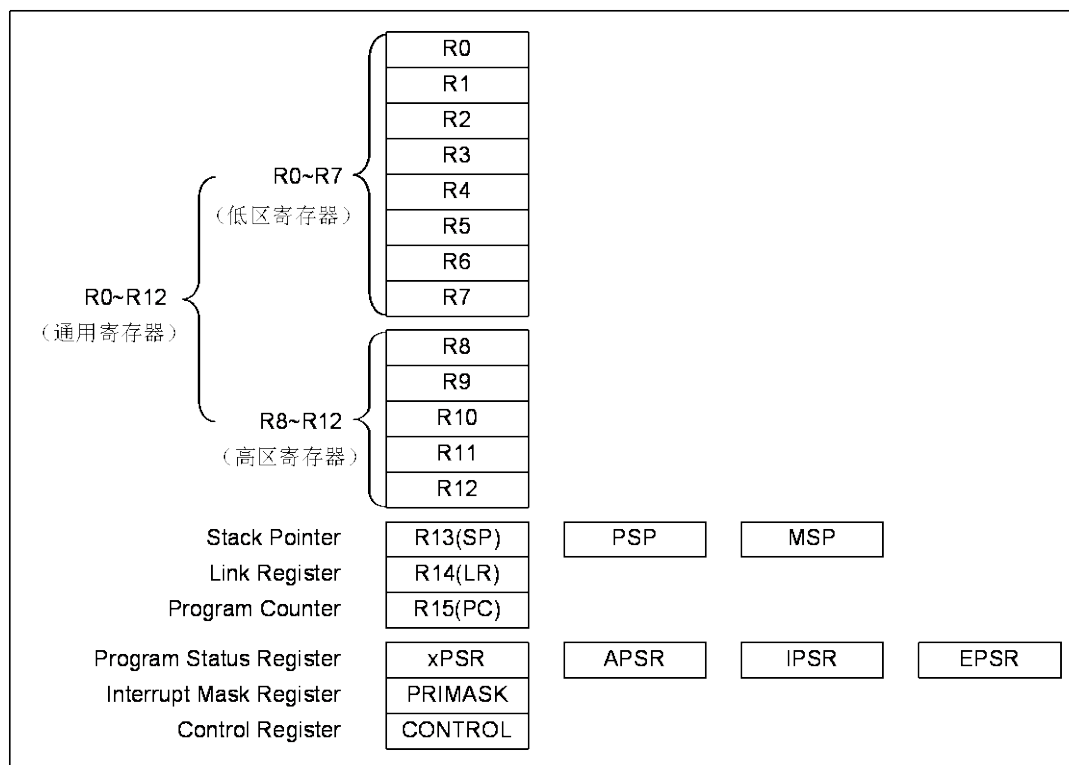 R0
R1
R2
R3
R0~R7
R4
（低区寄存器）
R5
R6
R0~R12
R7
（通用寄存器）
R8
R9
R8~R12
R10
（高区寄存器）
R11
R12
Stack Pointer R13(SP) PSP MSP
Link Register R14(LR)
Program Counter R15(PC)
Program Status Register xPSR APSR IPSR EPSR
Interrupt Mask Register PRIMASK
Control Register CONTROL